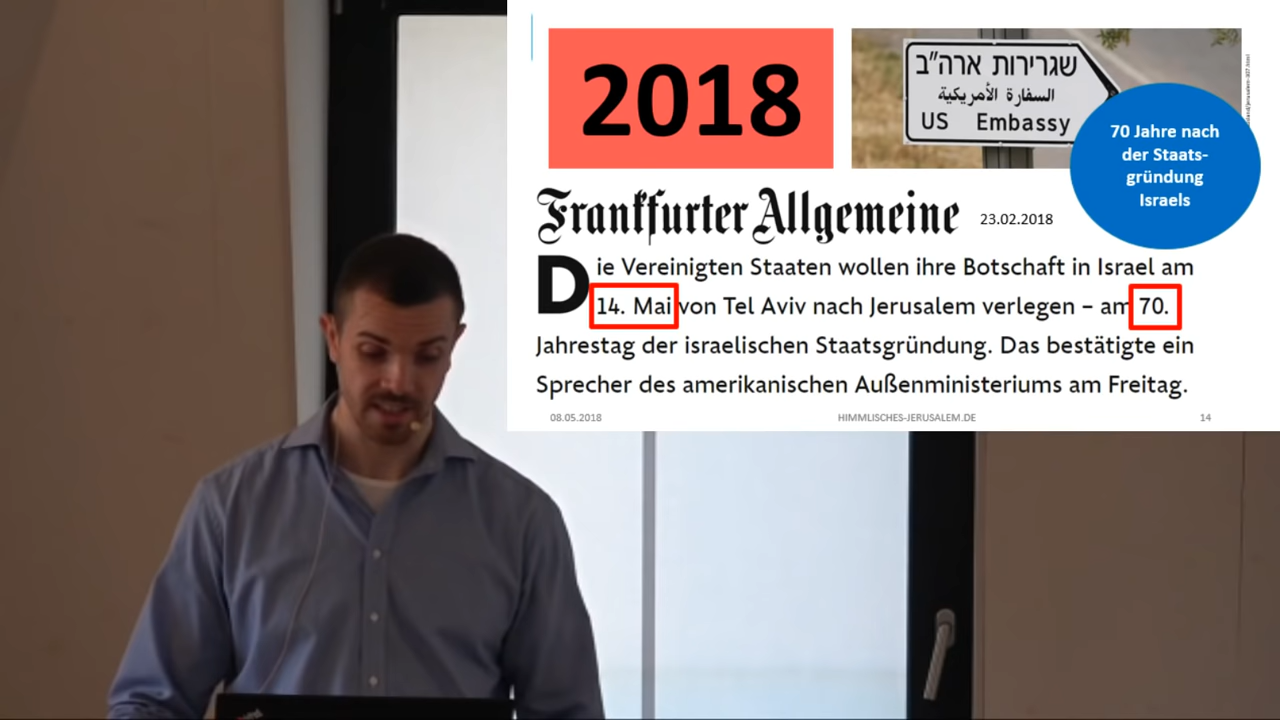 2018
שגרירות ארה"ב
السفارة الأمريكية
US Embassy
70 Jahre nach
der Staats-
gründung
Israels
Frankfurter Allgemeine 23.02.2018
Die Vereinigten Staaten wollen ihre Botschaft in Israel am
14. Mai von Tel Aviv nach Jerusalem verlegen – am 70.
Jahrestag der israelischen Staatsgründung. Das bestätigte ein
Sprecher des amerikanischen Außenministeriums am Freitag.
08.05.2018 HIMMLISCHES-JERUSALEM.DE 14